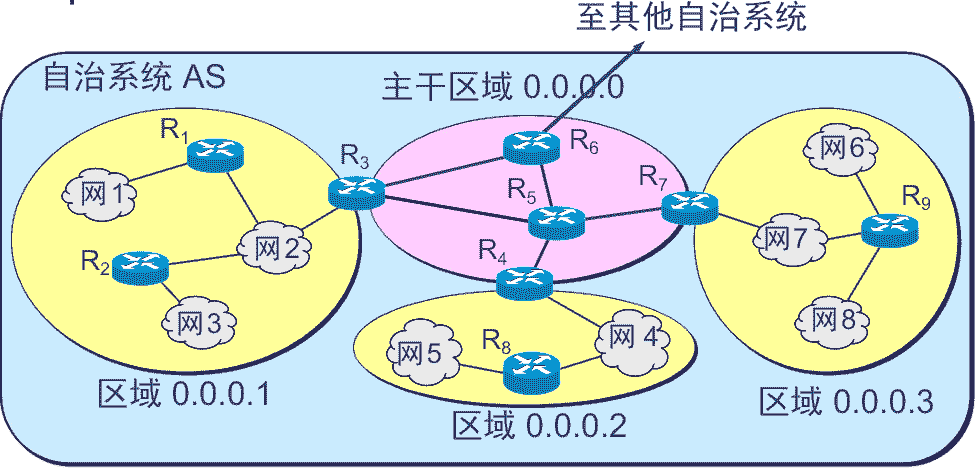 至其他自治系统
自治系统 AS
主干区域 0.0.0.0
R1
R3
R6
网6
网1
R5
R7
R9
网2
网7
R2
R4
网3
网5
R8
网4
网8
区域 0.0.0.1
区域 0.0.0.2
区域 0.0.0.3